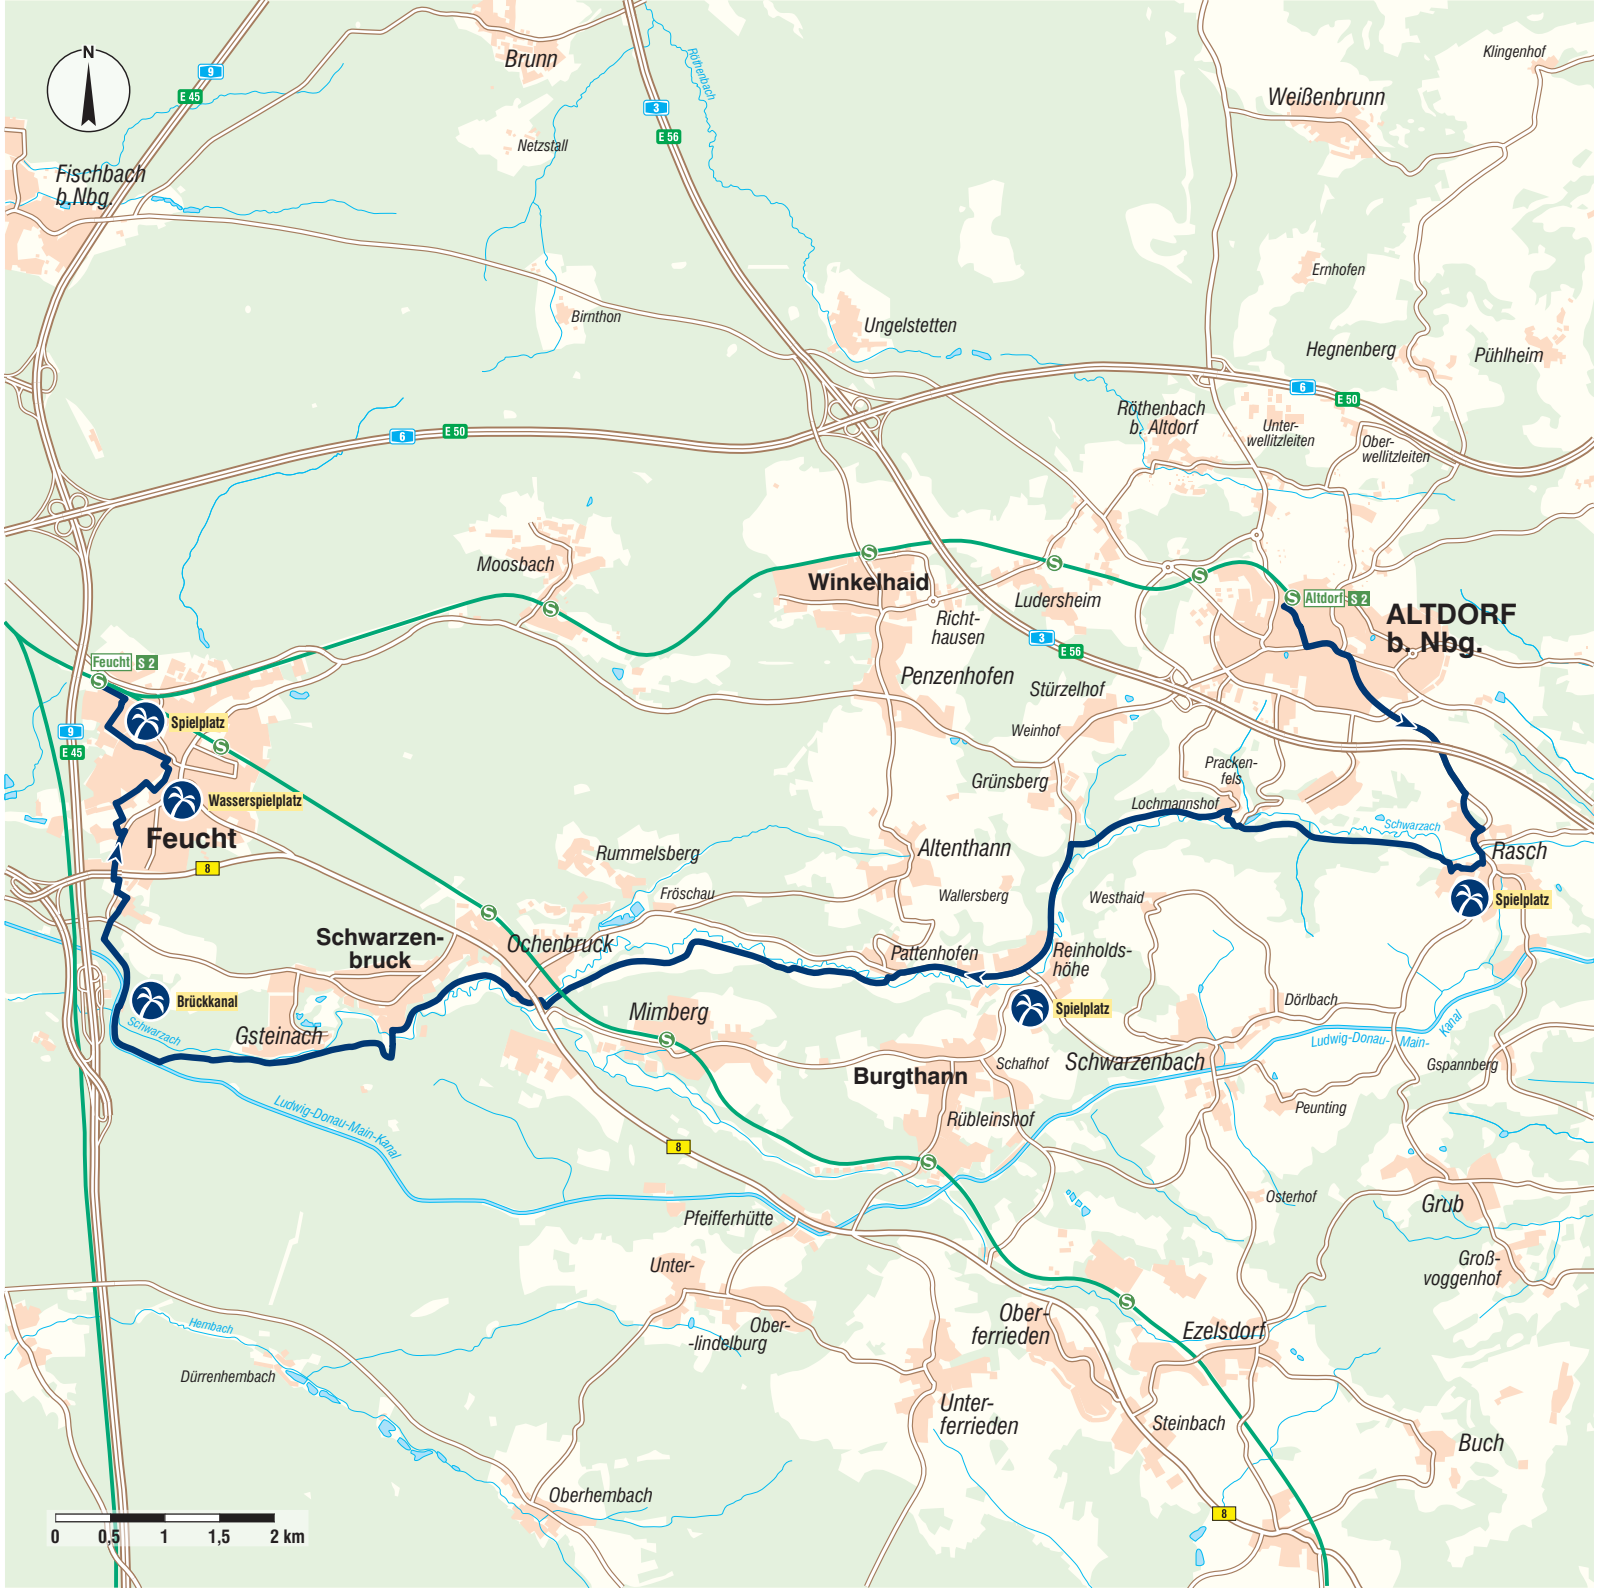 N
9
E 45
Brunn
Netzstall
3
E 56
Röthenbach
Klingenhof
Weißenbrunn
Fischbach
b.Nbg.
Birnthon
Ungelstetten
Ernhofen
Hegnenberg
Pühlheim
6
E 50
6
E 50
Röthenbach
b. Altdorf
Unter-
wellitzleiten
Ober-
wellitzleiten
Moosbach
Winkelhaid
S
S
S
S
S
Altdorf S 2
ALTDORF
b. Nbg.
Ludersheim
Richt-
hausen
3
E 56
Penzenhofen
Stürzelhof
Weinhof
Feucht S 2
S
Spielplatz
S
9
E 45
Wasserspielplatz
Feucht
8
Grünsberg
Pracken-
fels
Lochmannshof
Schwarzach
Rasch
Spielplatz
Rummelsberg
Fröschau
Altenthann
Wallersberg
Westhaid
S
Schwarzen-
bruck
Ochenbruck
Pattenhofen
Reinholds-
höhe
Spielplatz
Brückkanal
Schwarzach
Gsteinach
Mimberg
S
Dörlbach
Ludwig-Donau-
Main-
Kanal
Burgthann
Schafhof
Schwarzenbach
Gspannberg
Peunting
Rübleinshof
Ludwig-Donau-Main-Kanal
8
S
Osterhof
Grub
Pfeifferhütte
Groß-
voggenhof
Unter-
Ober-
-lindelburg
S
Ober-
ferrieden
Ezelsdorf
Hembach
Dürrenhembach
Unter-
ferrieden
Steinbach
Buch
Oberhembach
8
0 0,5 1 1,5 2 km